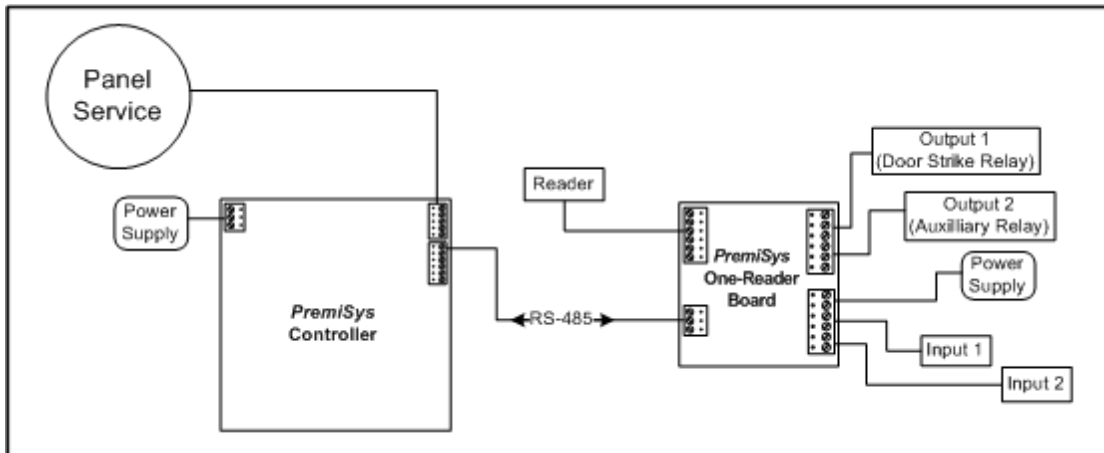 Panel
Service
Power
Supply
PremiSys
Controller
RS-485
Reader
PremiSys
One-Reader
Board
Output 1
(Door Strike Relay)
Output 2
(Auxilliary Relay)
Power
Supply
Input 1
Input 2